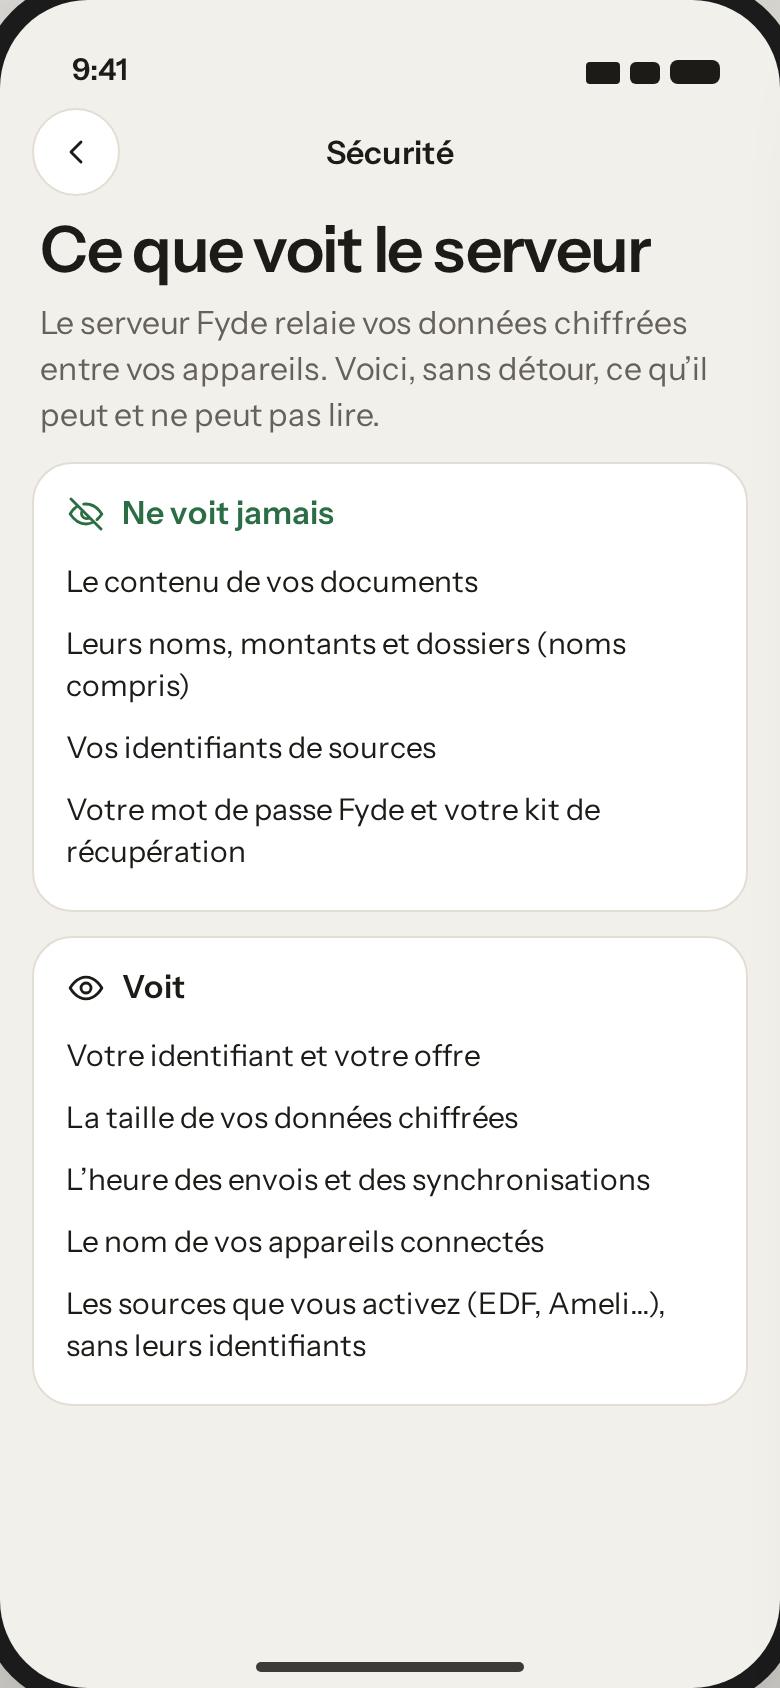 9:41
Sécurité
Ce que voit le serveur
Le serveur Fyde relaie vos données chiffrées
entre vos appareils. Voici, sans détour, ce qu’il
peut et ne peut pas lire.
Ne voit jamais
Le contenu de vos documents
Leurs noms, montants et dossiers (noms
compris)
Vos identifiants de sources
Votre mot de passe Fyde et votre kit de
récupération
Voit
Votre identifiant et votre offre
La taille de vos données chiffrées
L’heure des envois et des synchronisations
Le nom de vos appareils connectés
Les sources que vous activez (EDF, Ameli…),
sans leurs identifiants